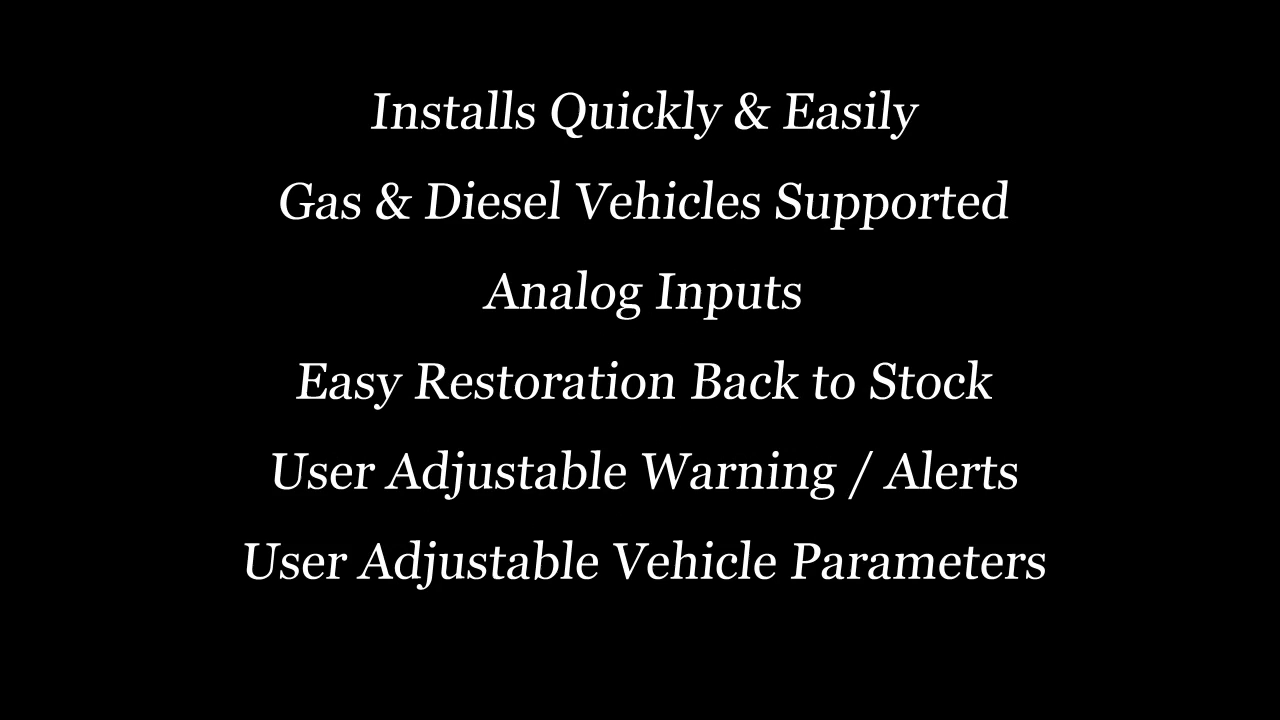 Installs Quickly & Easily
Gas & Diesel Vehicles Supported
Analog Inputs
Easy Restoration Back to Stock
User Adjustable Warning / Alerts
User Adjustable Vehicle Parameters